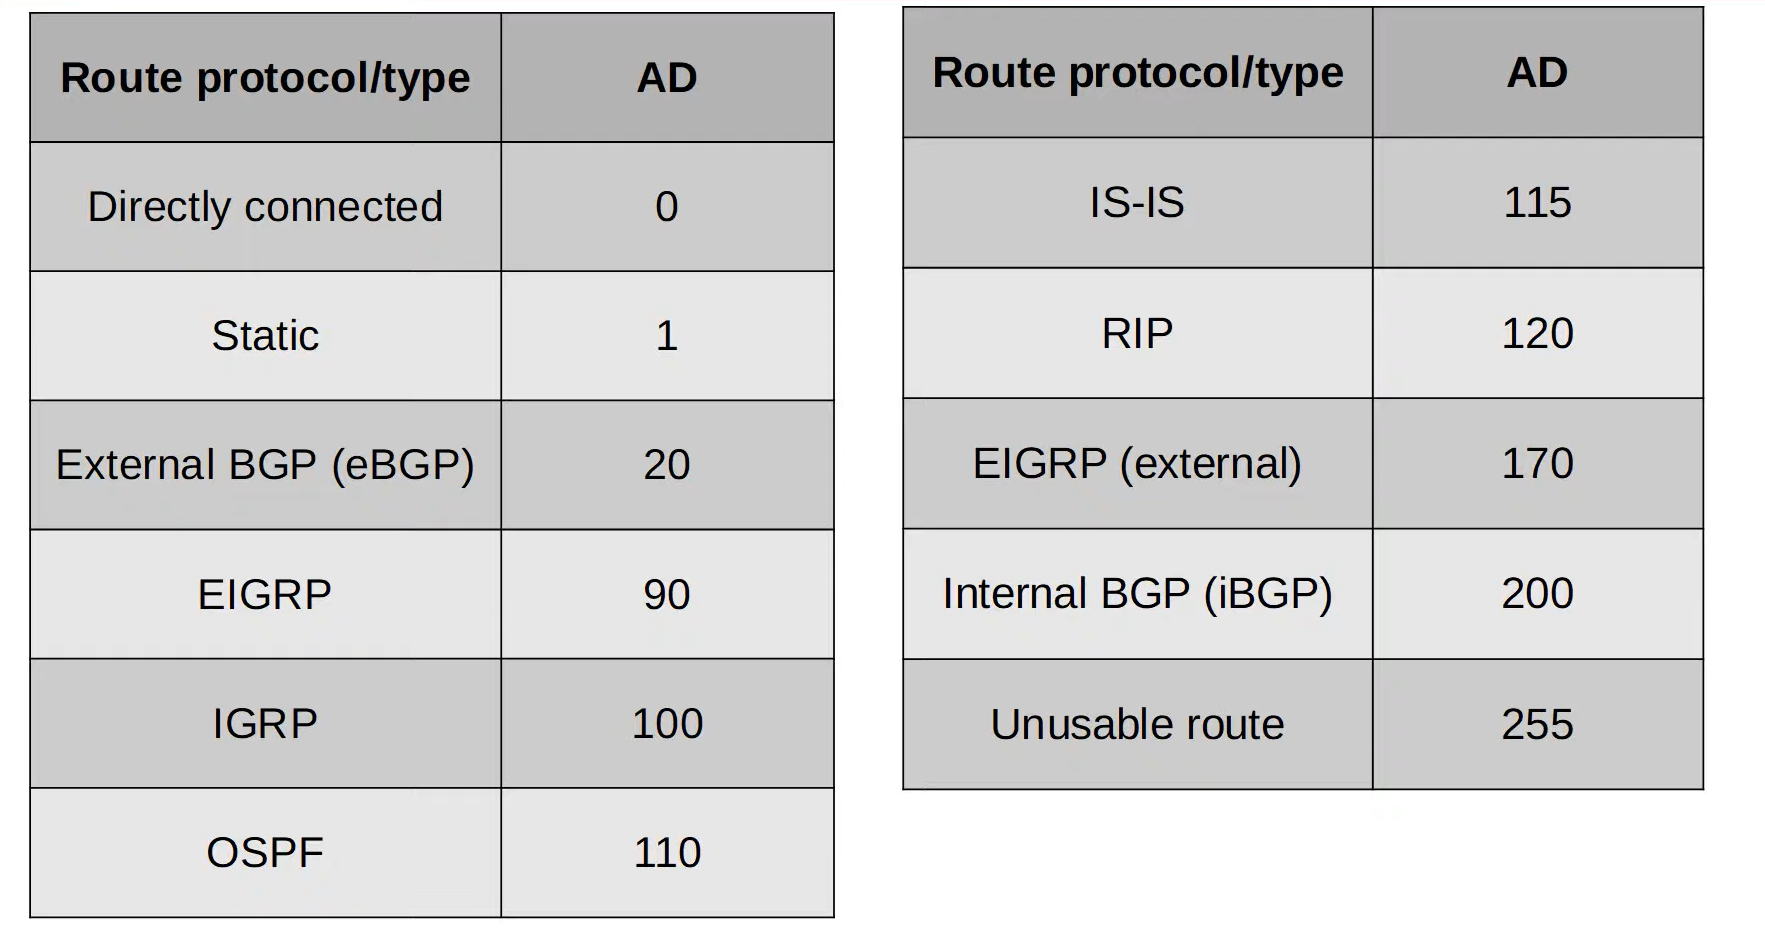 Route protocol/type AD
Directly connected 0
Static 1
External BGP (eBGP) 20
EIGRP 90
IGRP 100
OSPF 110
Route protocol/type AD
IS-IS 115
RIP 120
EIGRP (external) 170
Internal BGP (iBGP) 200
Unusable route 255